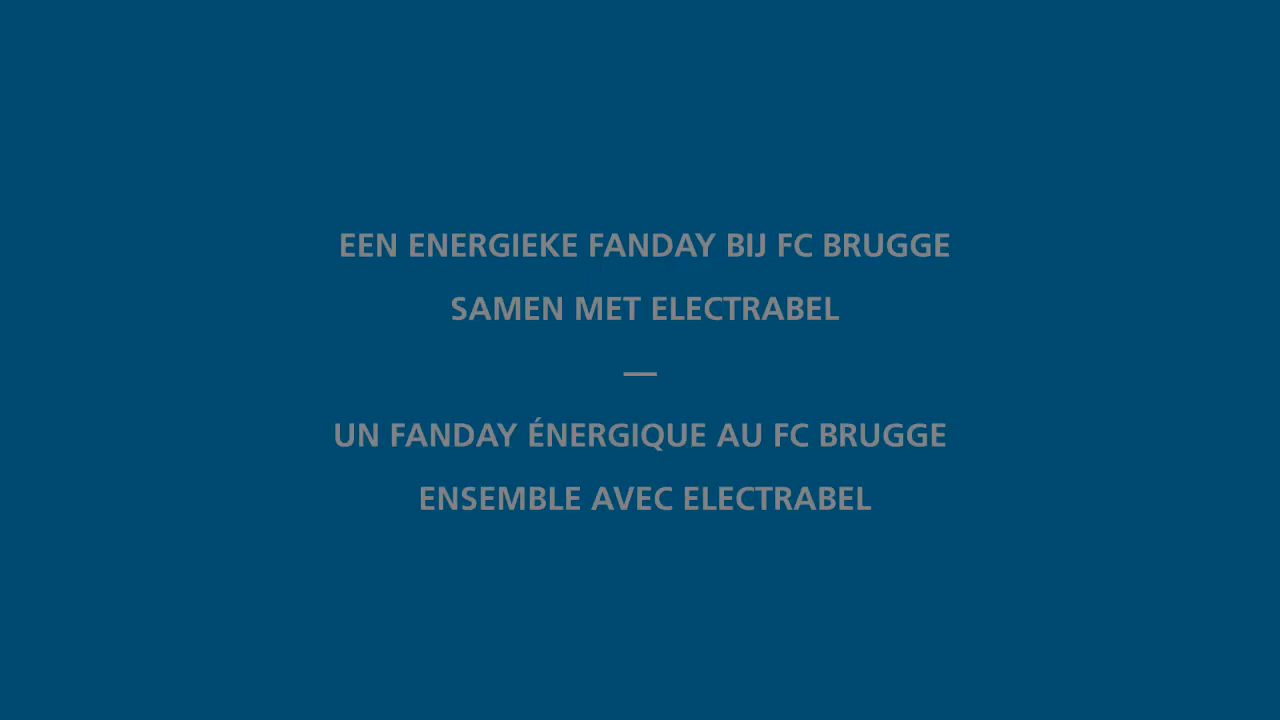 EEN ENERGIEKE FANDAY BIJ FC BRUGGE
SAMEN MET ELECTRABEL
—
UN FANDAY ÉNERGIQUE AU FC BRUGGE
ENSEMBLE AVEC ELECTRABEL